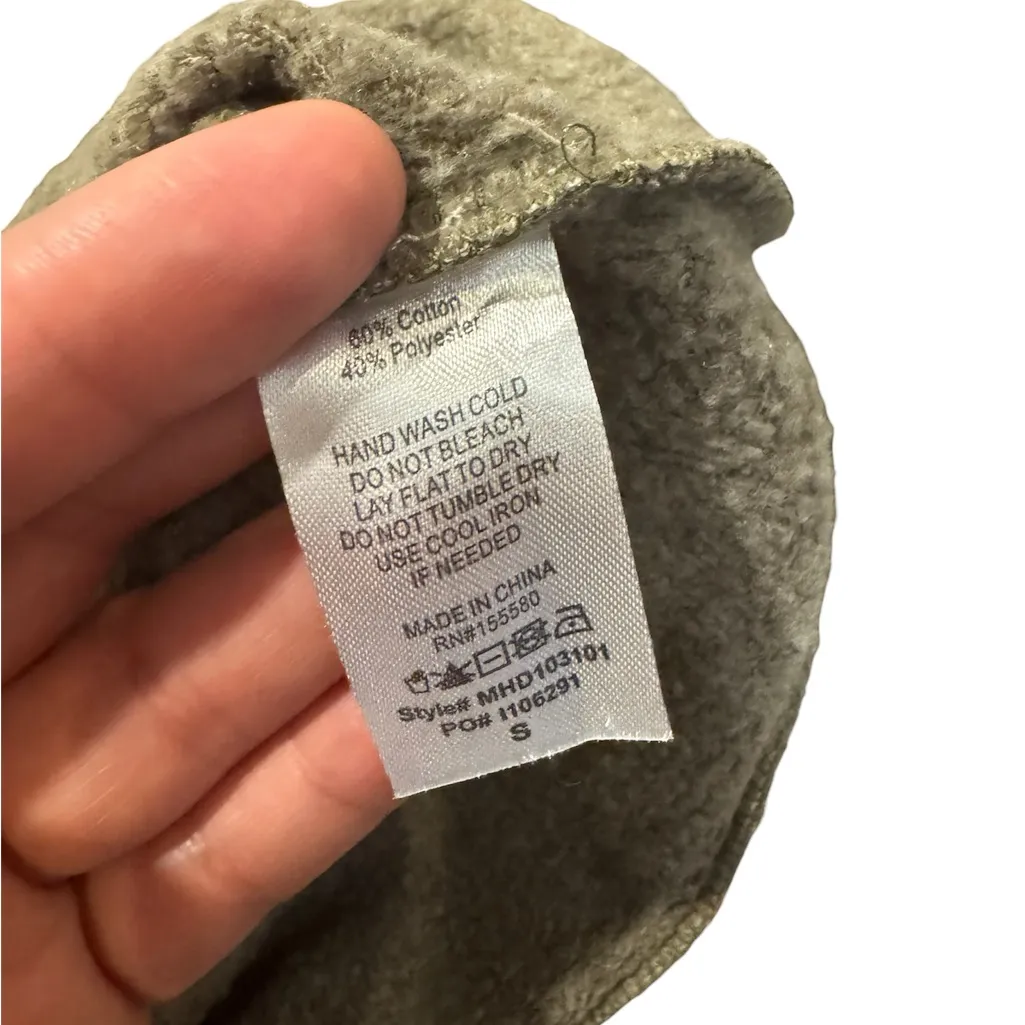 60% Cotton
40% Polyester
HAND WASH COLD
DO NOT BLEACH
LAY FLAT TO DRY
DO NOT TUMBLE DRY
USE COOL IRON
IF NEEDED
MADE IN CHINA
RN#155580
Style# MHD103101
PO# I106291
S